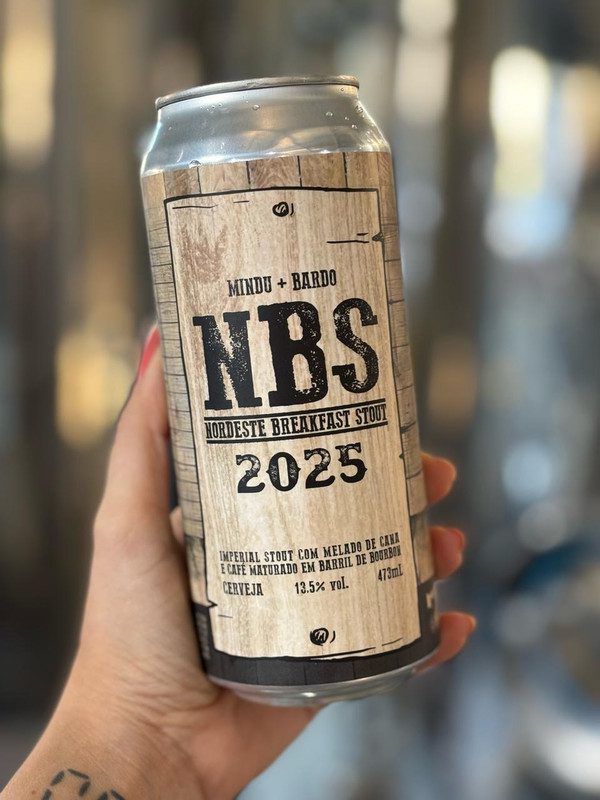 MINDU + BARDO
NBS
NORDESTE BREAKFAST STOUT
2025
IMPERIAL STOUT COM MELADO DE CANA
E CAFÉ MATURADO EM BARRIL DE BOURBON
CERVEJA 13.5% vol. 473mL